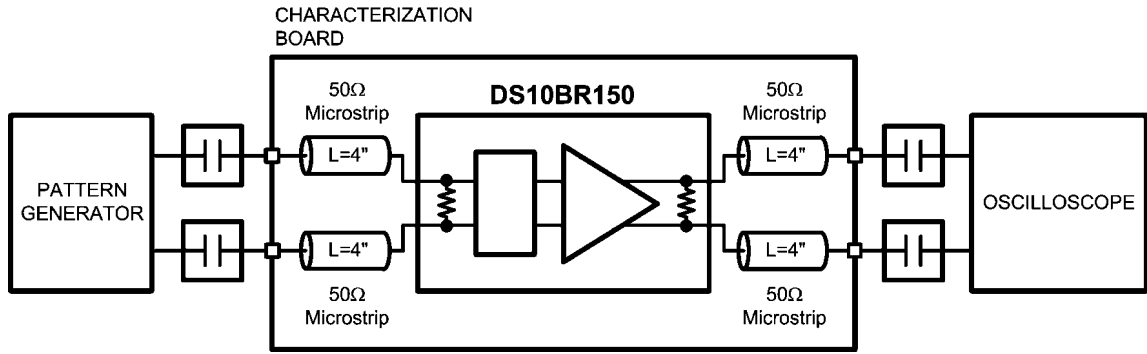 CHARACTERIZATION
BOARD
50Ω
Microstrip
DS10BR150
50Ω
Microstrip
L=4"
L=4"
PATTERN
GENERATOR
OSCILLOSCOPE
L=4"
L=4"
50Ω
Microstrip
50Ω
Microstrip